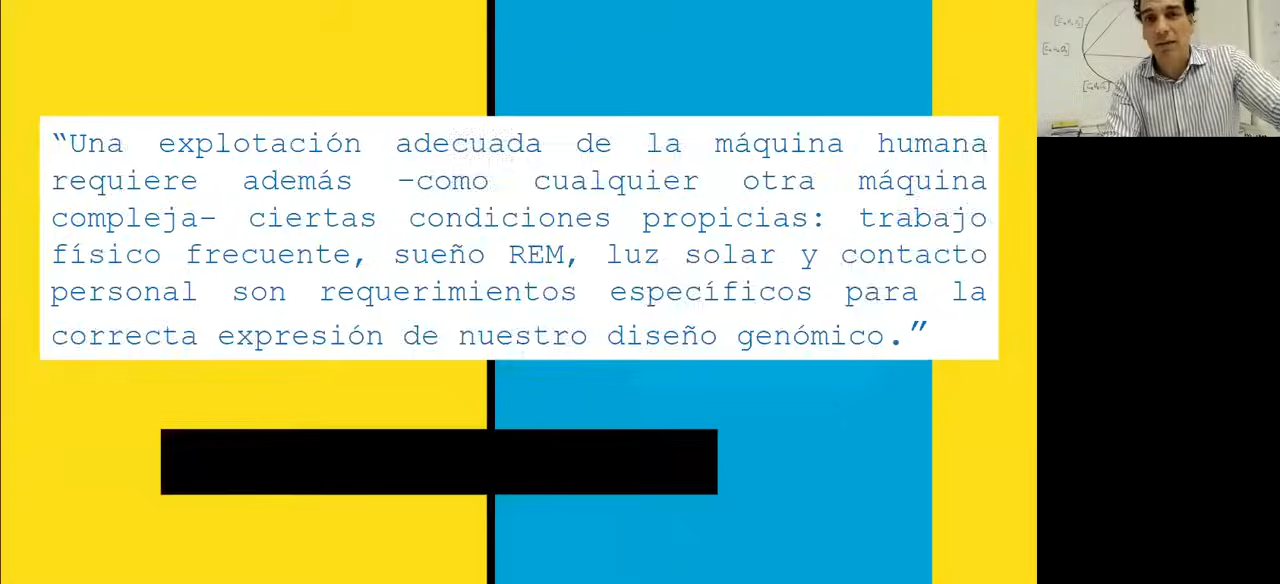 “Una explotación adecuada de la máquina humana
requiere además –como cualquier otra máquina
compleja– ciertas condiciones propicias: trabajo
físico frecuente, sueño REM, luz solar y contacto
personal son requerimientos específicos para la
correcta expresión de nuestro diseño genómico.”